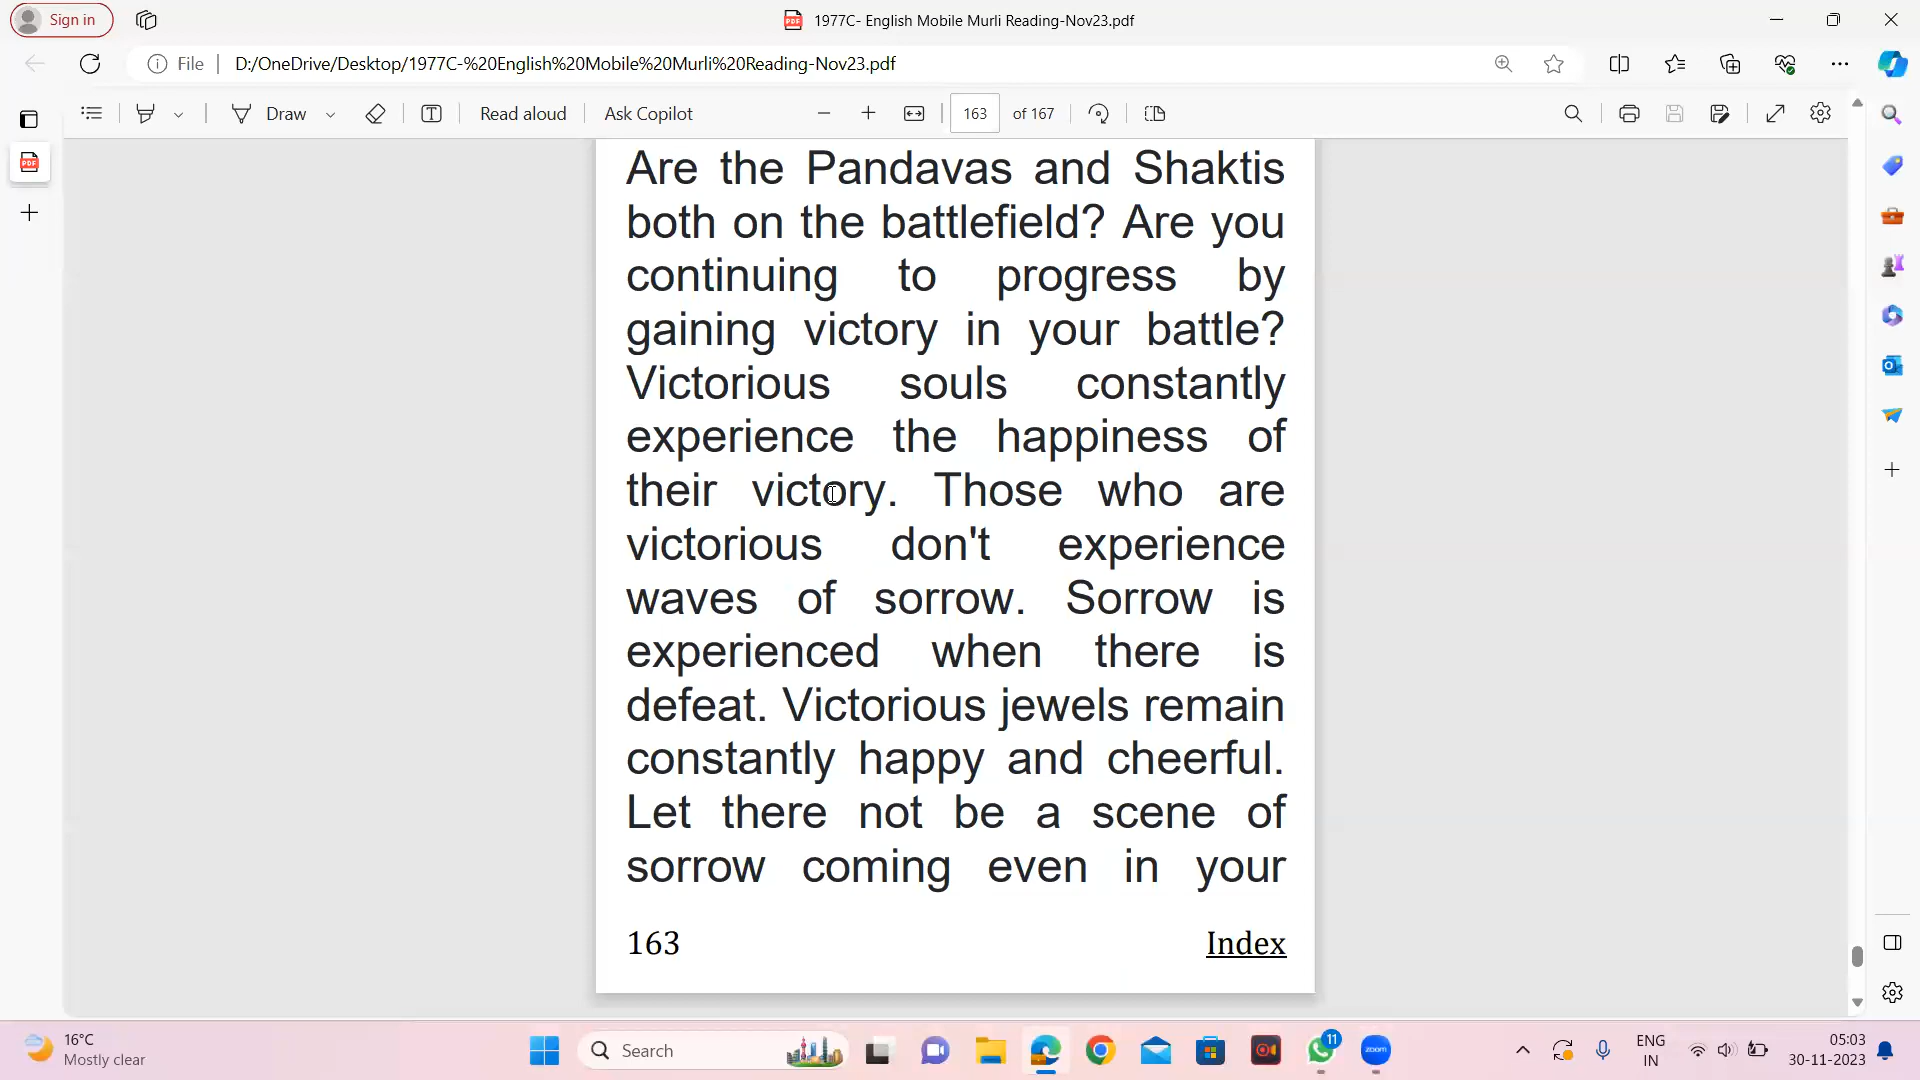 Sign in
1977C- English Mobile Murli Reading-Nov23.pdf
File
D:/OneDrive/Desktop/1977C-%20English%20Mobile%20Murli%20Reading-Nov23.pdf
Draw
Read aloud
Ask Copilot
163
of 167
Are the Pandavas and Shaktis
both on the battlefield? Are you
continuing to progress by
gaining victory in your battle?
Victorious souls constantly
experience the happiness of
their victory. Those who are
victorious don't experience
waves of sorrow. Sorrow is
experienced when there is
defeat. Victorious jewels remain
constantly happy and cheerful.
Let there not be a scene of
sorrow coming even in your
163
Index
16°C
Mostly clear
Search
11
zoom
ENG
IN
05:03
30-11-2023